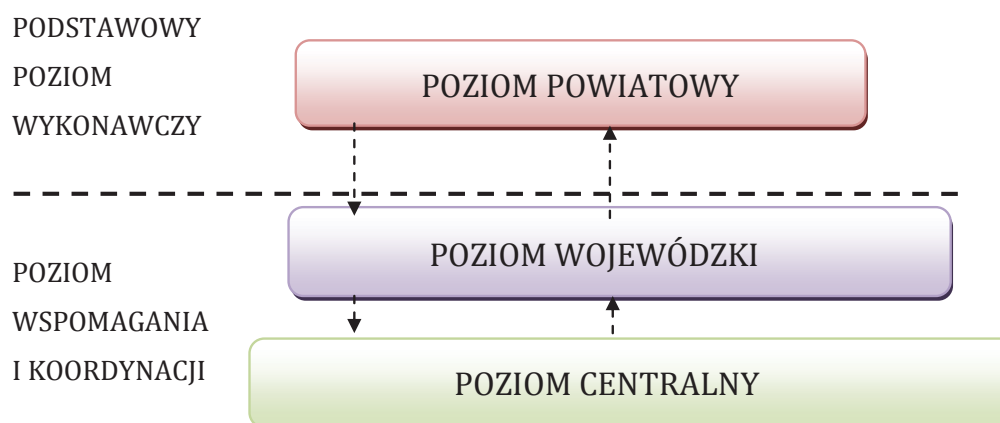 PODSTAWOWY
POZIOM
WYKONAWCZY
POZIOM POWIATOWY
POZIOM WOJEWÓDZKI
POZIOM
WSPOMAGANIA
I KOORDYNACJI
POZIOM CENTRALNY